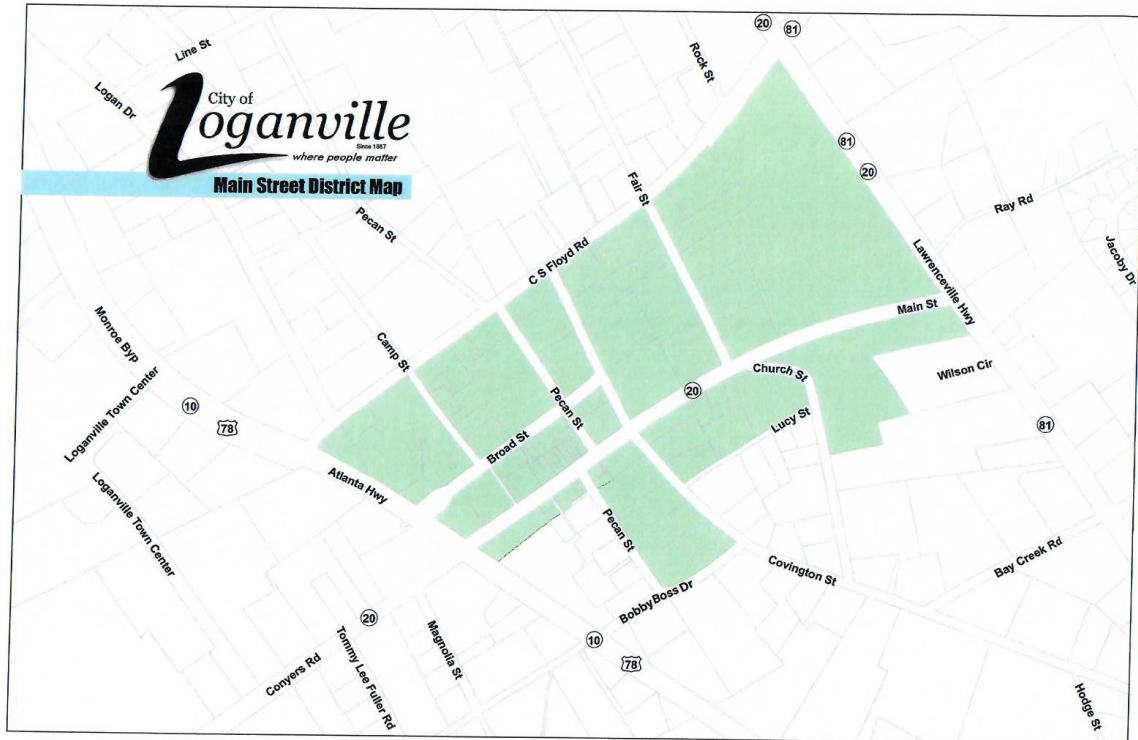 20 81
Line St
Rock St
Logan Dr
City of
Loganville
Since 1887
where people matter
Main Street District Map
81
20
Fair St
Ray Rd
Pecan St
Jacoby Dr
C S Floyd Rd
Lawrenceville Hwy
Main St
Monroe Byp
Camp St
Church St
Wilson Cir
Loganville Town Center
10
78
20
Pecan St
Lucy St
81
Broad St
Atlanta Hwy
Loganville Town Center
Pecan St
Covington St
Bay Creek Rd
Bobby Boss Dr
20
Tommy Lee Fuller Rd
Magnolia St
10
78
Conyers Rd
Hodge St